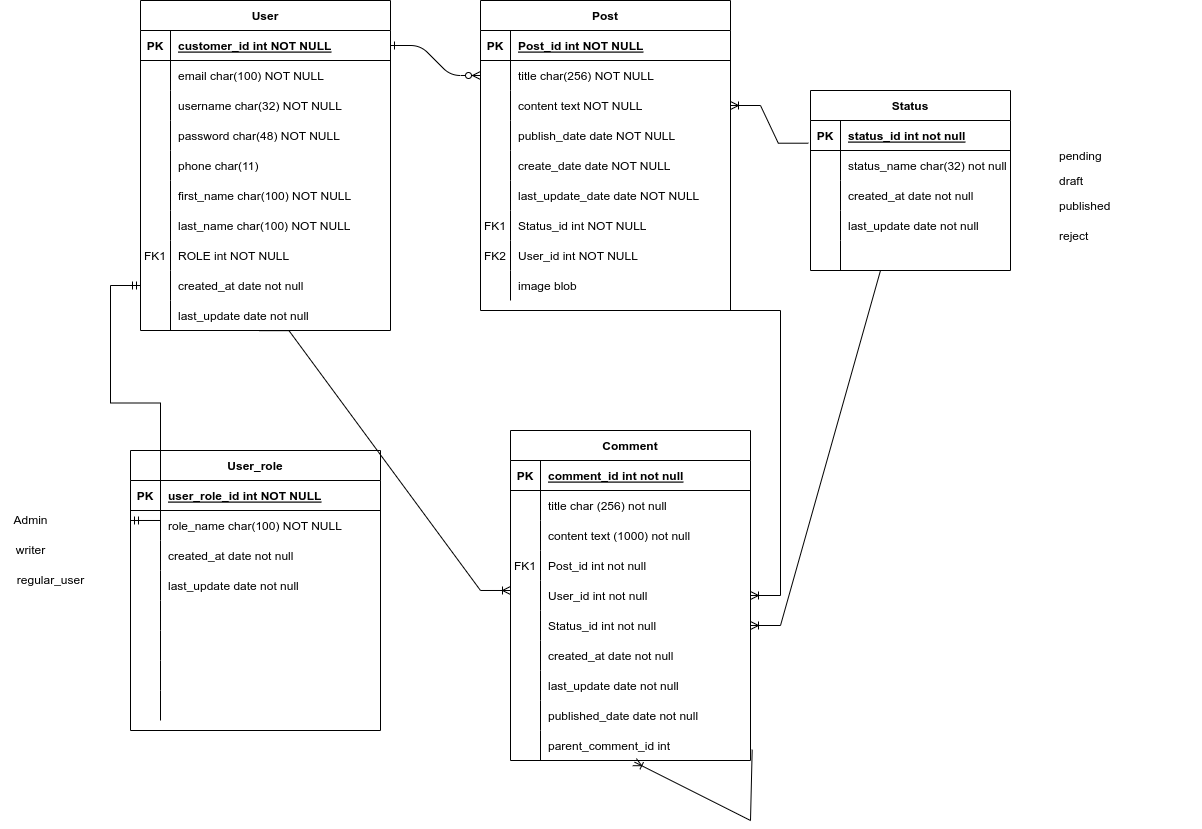 User
PK customer_id int NOT NULL
email char(100) NOT NULL
username char(32) NOT NULL
password char(48) NOT NULL
phone char(11)
first_name char(100) NOT NULL
last_name char(100) NOT NULL
FK1 ROLE int NOT NULL
created_at date not null
last_update date not null
Post
PK Post_id int NOT NULL
title char(256) NOT NULL
content text NOT NULL
publish_date date NOT NULL
create_date date NOT NULL
last_update_date date NOT NULL
FK1 Status_id int NOT NULL
FK2 User_id int NOT NULL
image blob
Status
PK status_id int not null
status_name char(32) not null
created_at date not null
last_update date not null
pending
draft
published
reject
User_role
PK user_role_id int NOT NULL
role_name char(100) NOT NULL
created_at date not null
last_update date not null
Admin
writer
regular_user
Comment
PK comment_id int not null
title char (256) not null
content text (1000) not null
FK1 Post_id int not null
User_id int not null
Status_id int not null
created_at date not null
last_update date not null
published_date date not null
parent_comment_id int